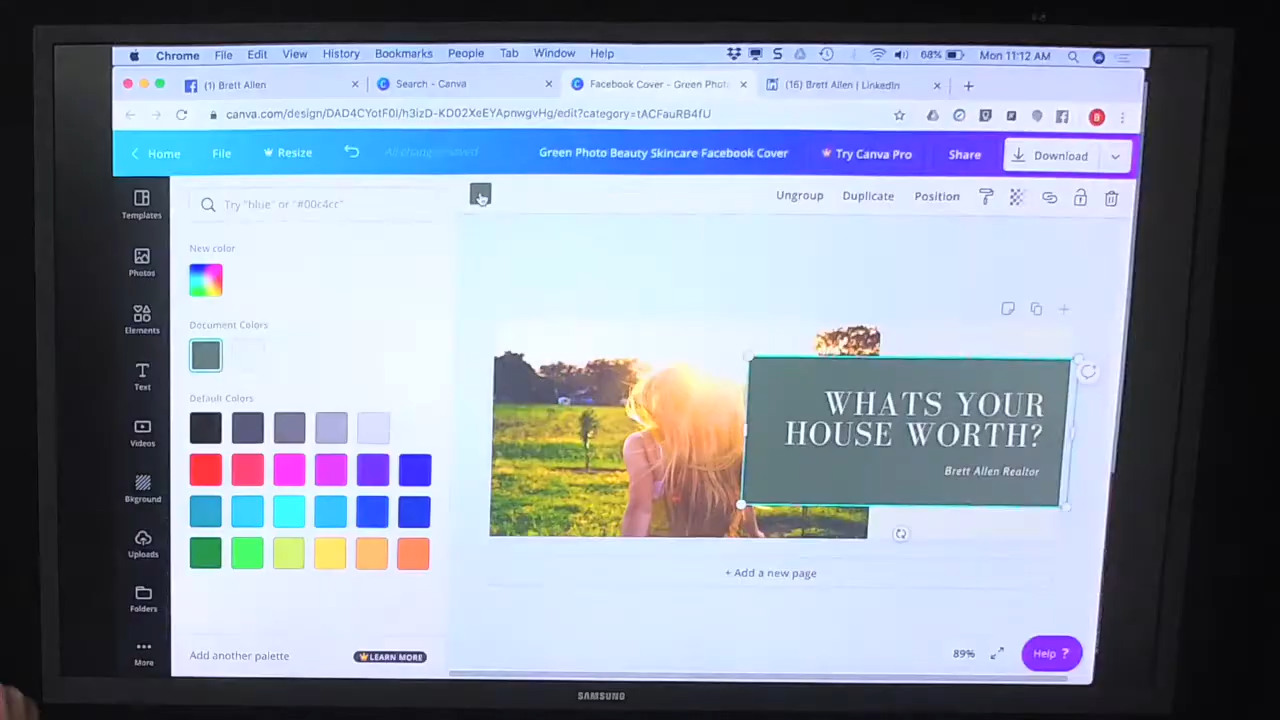 Chrome File Edit View History Bookmarks People Tab Window Help 68% Mon 11:12 AM
(1) Brett Allen Search - Canva Facebook Cover - Green Phot (16) Brett Allen | LinkedIn
canva.com/design/DAD4CYotF0I/h3izD-KD02XeEYApnwgvHg/edit?category=tACFauRB4fU
Home File Resize All changes saved Green Photo Beauty Skincare Facebook Cover Try Canva Pro Share Download
Try "blue" or "#00c4cc" Ungroup Duplicate Position
Templates
New color
Photos
Elements
Document Colors
Text
Default Colors
Videos
Bkground
Uploads
Folders
More
WHATS YOUR
HOUSE WORTH?
Brett Allen Realtor
+ Add a new page
Add another palette LEARN MORE 89% Help ?
SAMSUNG